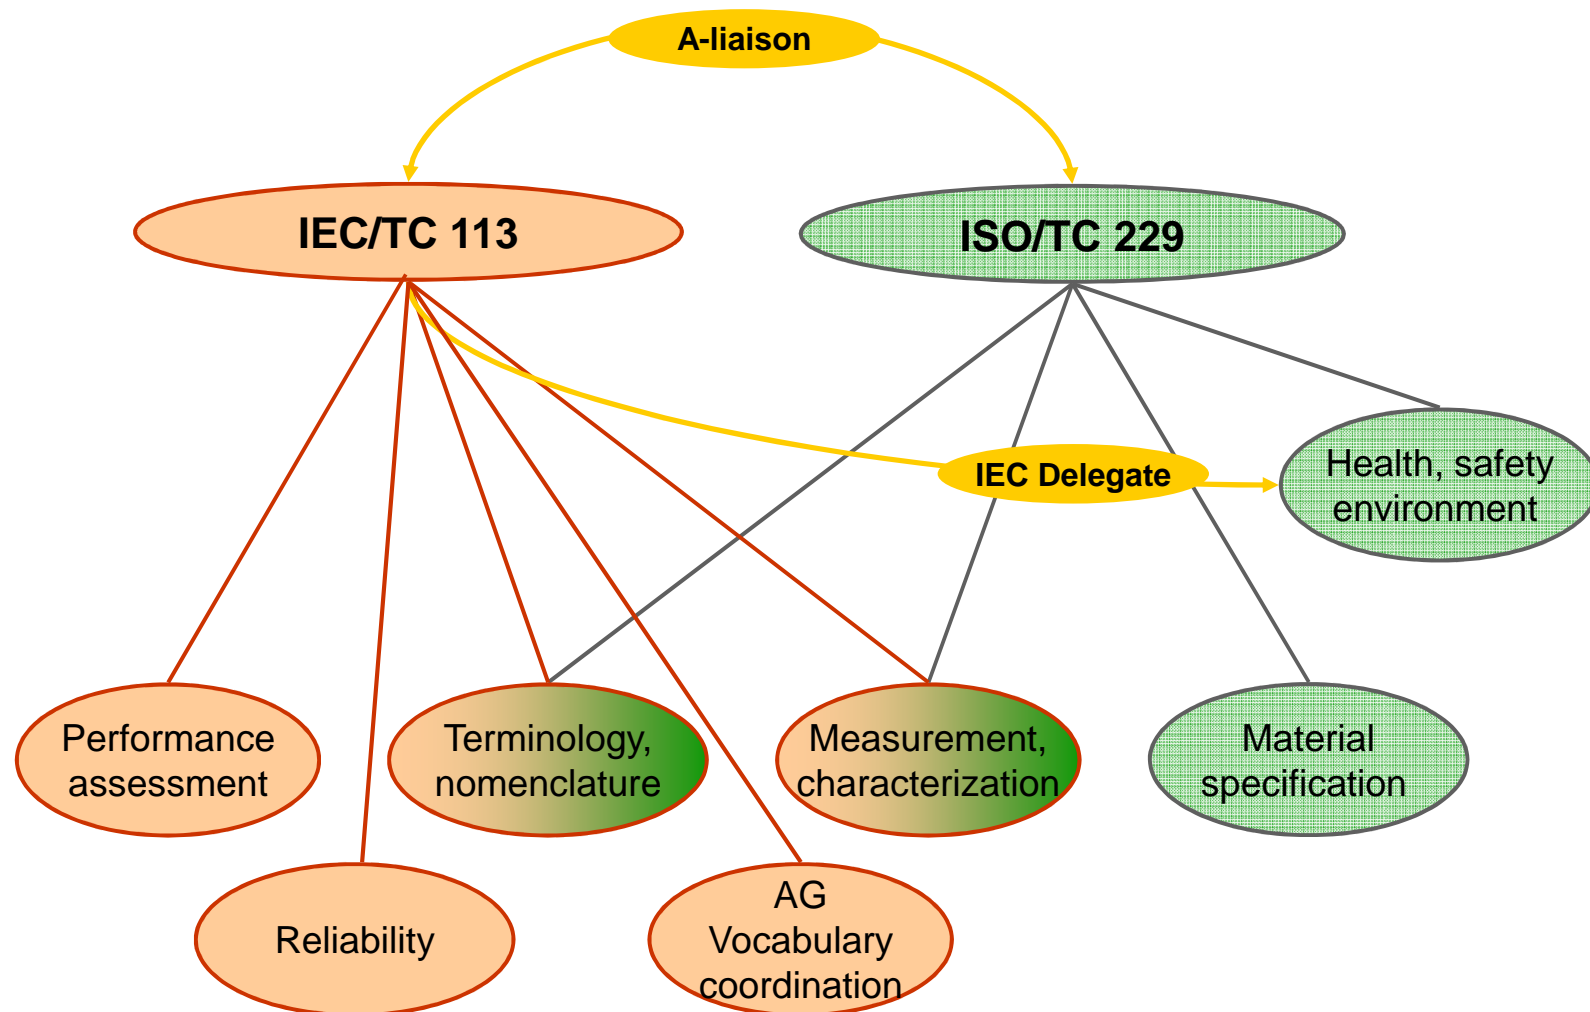 A-liaison
IEC/TC 113
ISO/TC 229
IEC Delegate
Health, safety
environment
Performance
assessment
Terminology,
nomenclature
Measurement,
characterization
Material
specification
Reliability
AG
Vocabulary
coordination